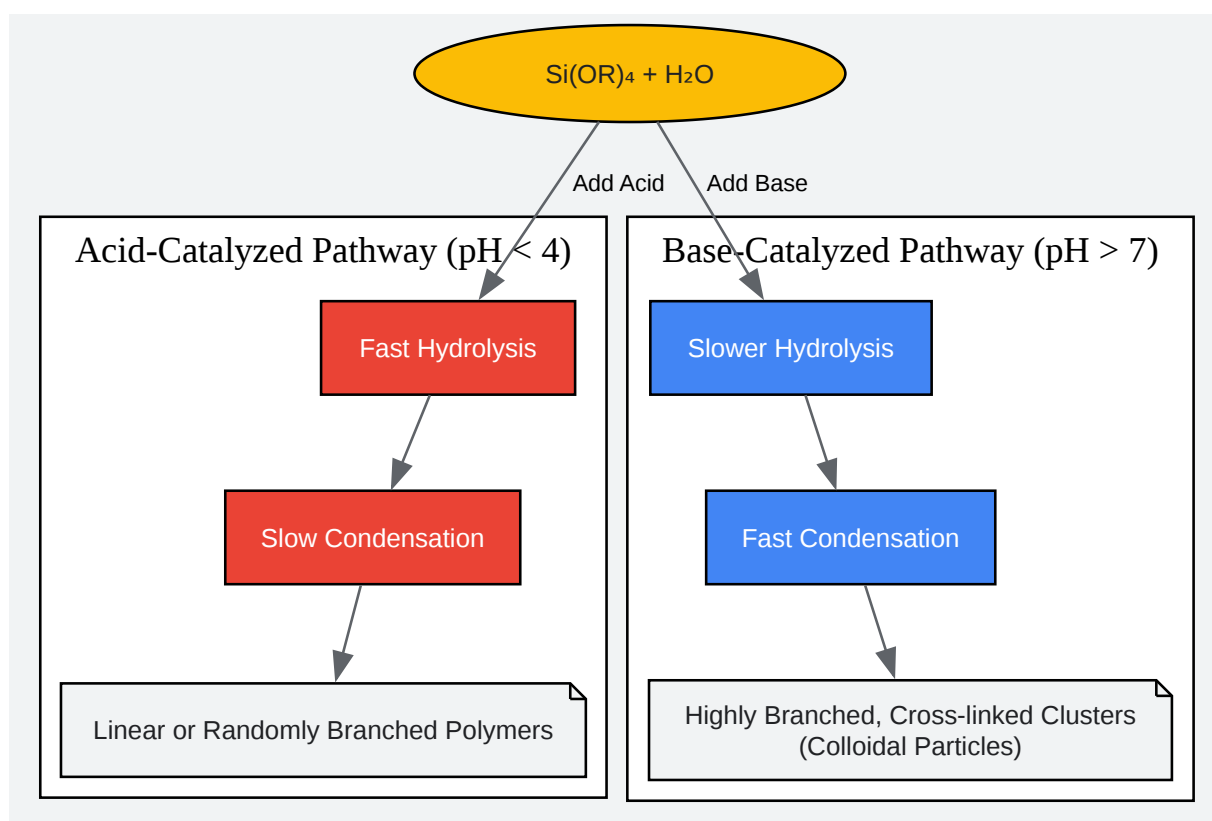 Si(OR)₄ + H₂O
Add Acid
Add Base
Acid-Catalyzed Pathway (pH < 4)
Fast Hydrolysis
Slow Condensation
Linear or Randomly Branched Polymers
Base-Catalyzed Pathway (pH > 7)
Slower Hydrolysis
Fast Condensation
Highly Branched, Cross-linked Clusters
(Colloidal Particles)